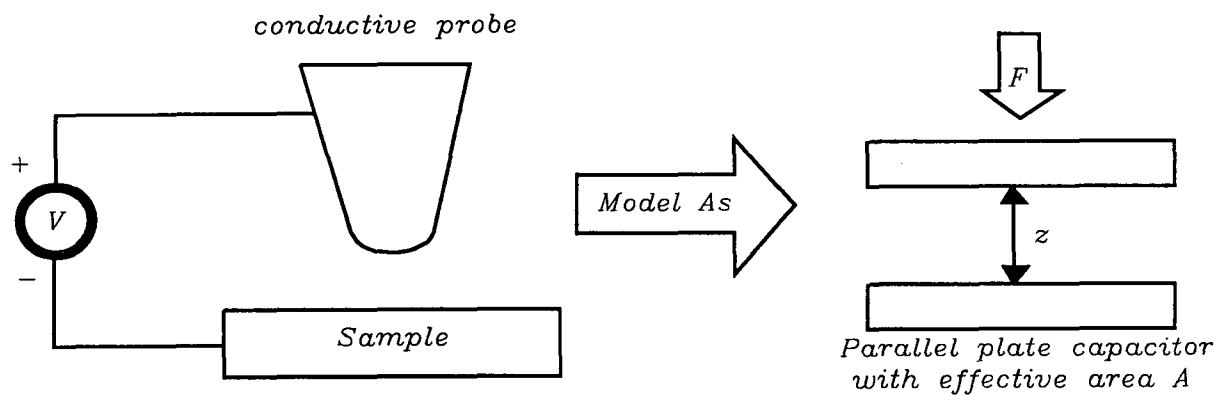 conductive probe
+
V
−
Sample
Model As
F
z
Parallel plate capacitor
with effective area A